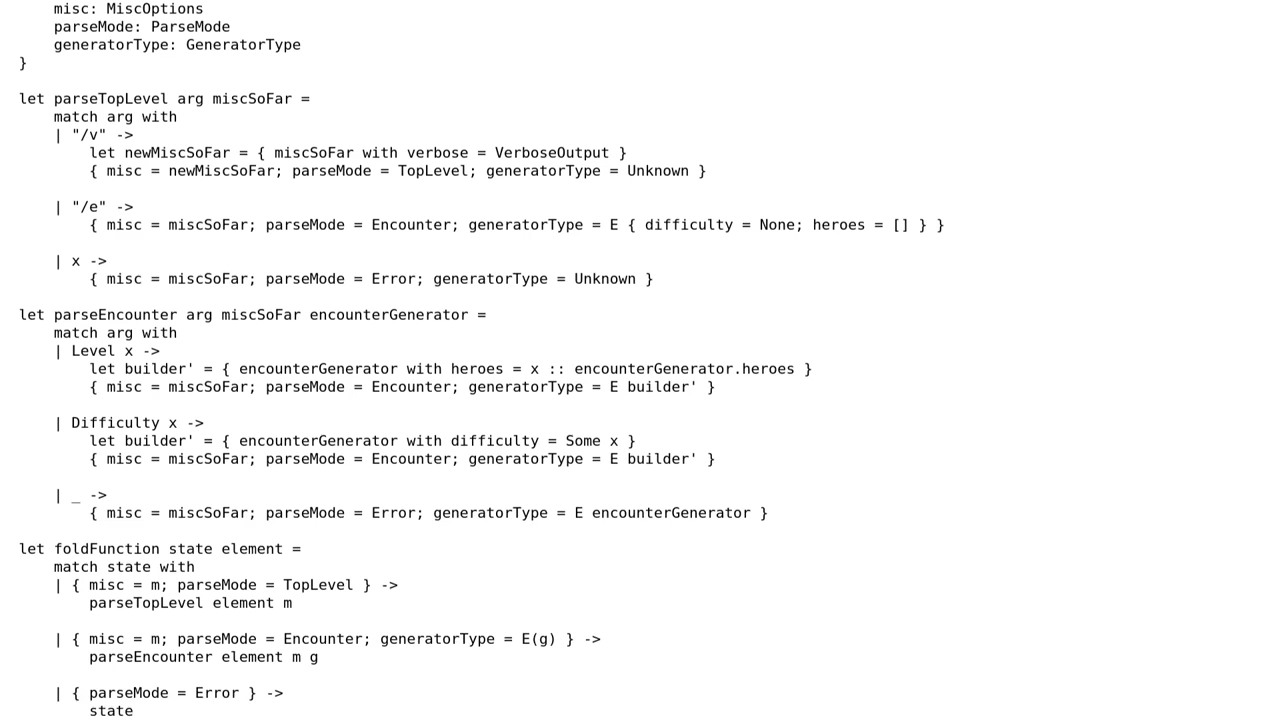 misc: MiscOptions
    parseMode: ParseMode
    generatorType: GeneratorType
}

let parseTopLevel arg miscSoFar =
    match arg with
    | "/v" ->
        let newMiscSoFar = { miscSoFar with verbose = VerboseOutput }
        { misc = newMiscSoFar; parseMode = TopLevel; generatorType = Unknown }

    | "/e" ->
        { misc = miscSoFar; parseMode = Encounter; generatorType = E { difficulty = None; heroes = [] } }

    | x ->
        { misc = miscSoFar; parseMode = Error; generatorType = Unknown }

let parseEncounter arg miscSoFar encounterGenerator =
    match arg with
    | Level x ->
        let builder' = { encounterGenerator with heroes = x :: encounterGenerator.heroes }
        { misc = miscSoFar; parseMode = Encounter; generatorType = E builder' }

    | Difficulty x ->
        let builder' = { encounterGenerator with difficulty = Some x }
        { misc = miscSoFar; parseMode = Encounter; generatorType = E builder' }

    | _ ->
        { misc = miscSoFar; parseMode = Error; generatorType = E encounterGenerator }

let foldFunction state element =
    match state with
    | { misc = m; parseMode = TopLevel } ->
        parseTopLevel element m

    | { misc = m; parseMode = Encounter; generatorType = E(g) } ->
        parseEncounter element m g

    | { parseMode = Error } ->
        state